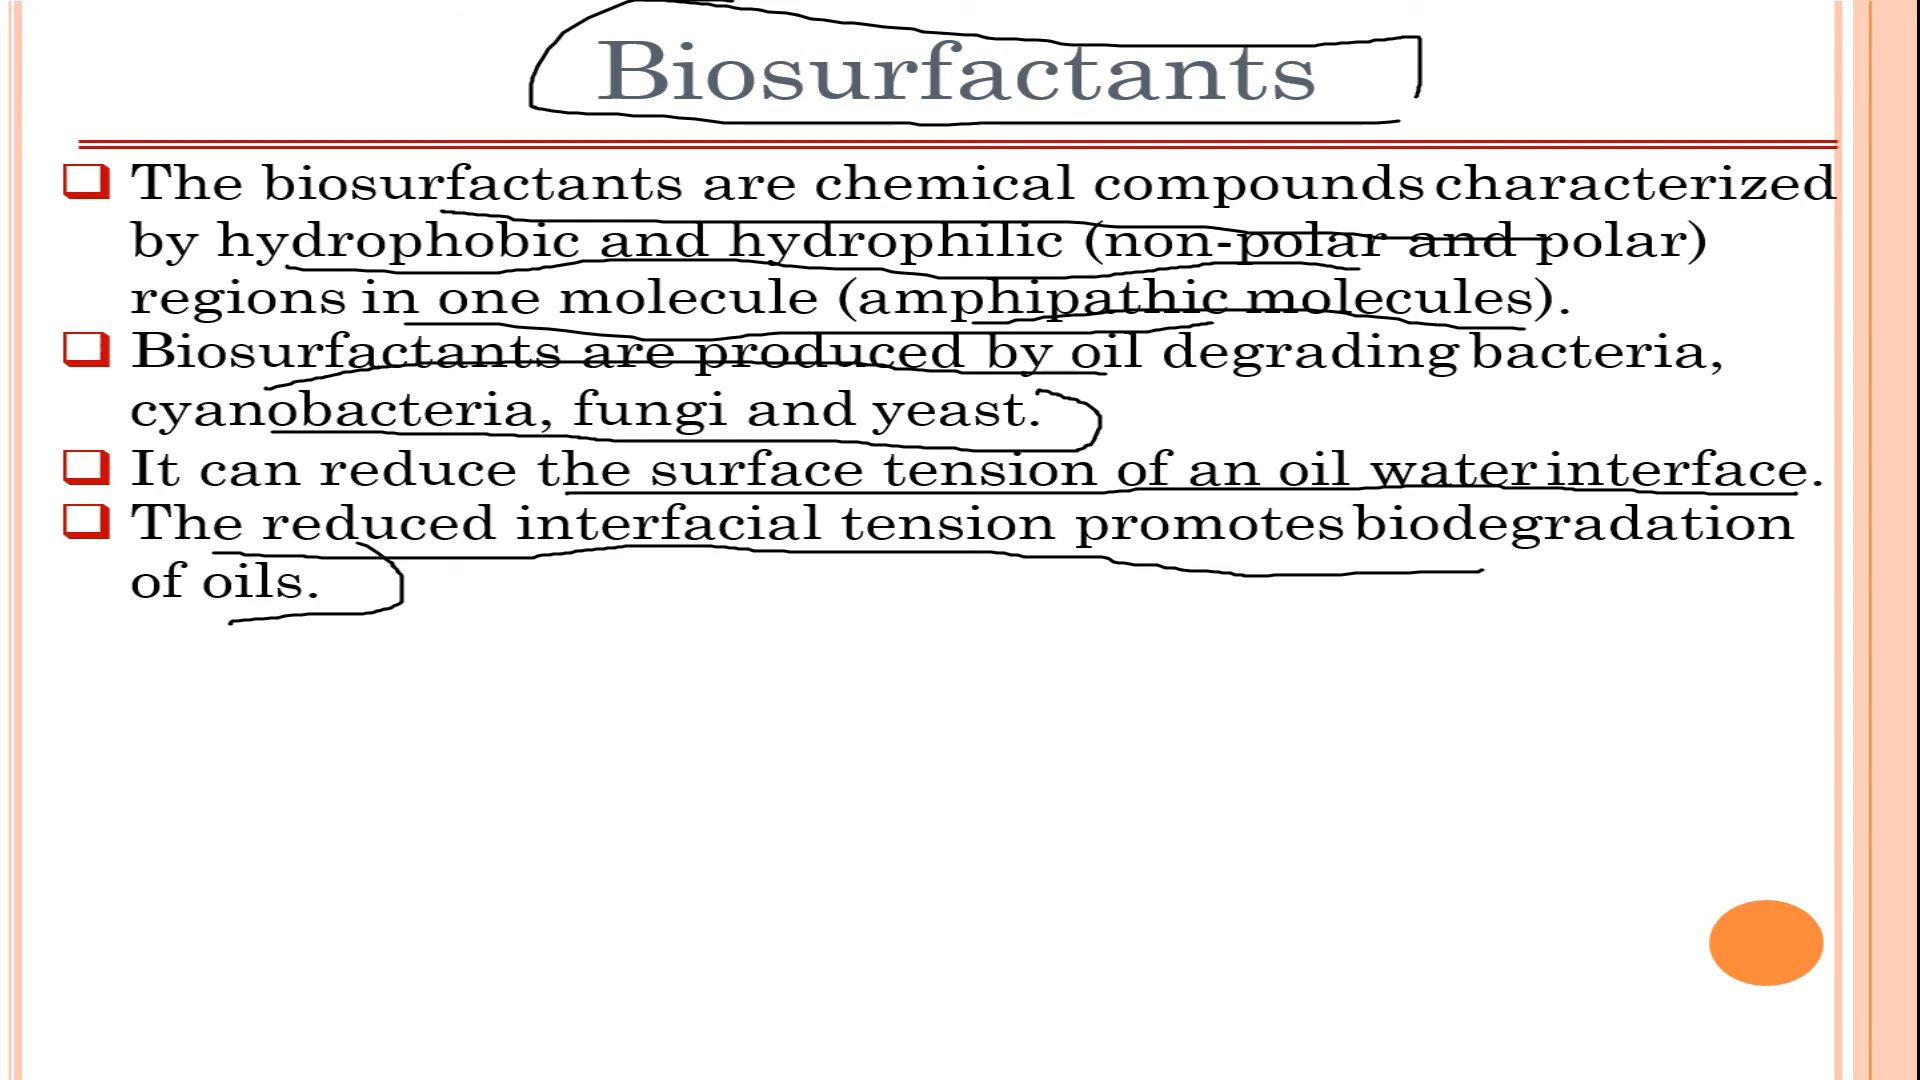 Biosurfactants
The biosurfactants are chemical compounds characterized
by hydrophobic and hydrophilic (non-polar and polar)
regions in one molecule (amphipathic molecules).
Biosurfactants are produced by oil degrading bacteria,
cyanobacteria, fungi and yeast.
It can reduce the surface tension of an oil water interface.
The reduced interfacial tension promotes biodegradation
of oils.